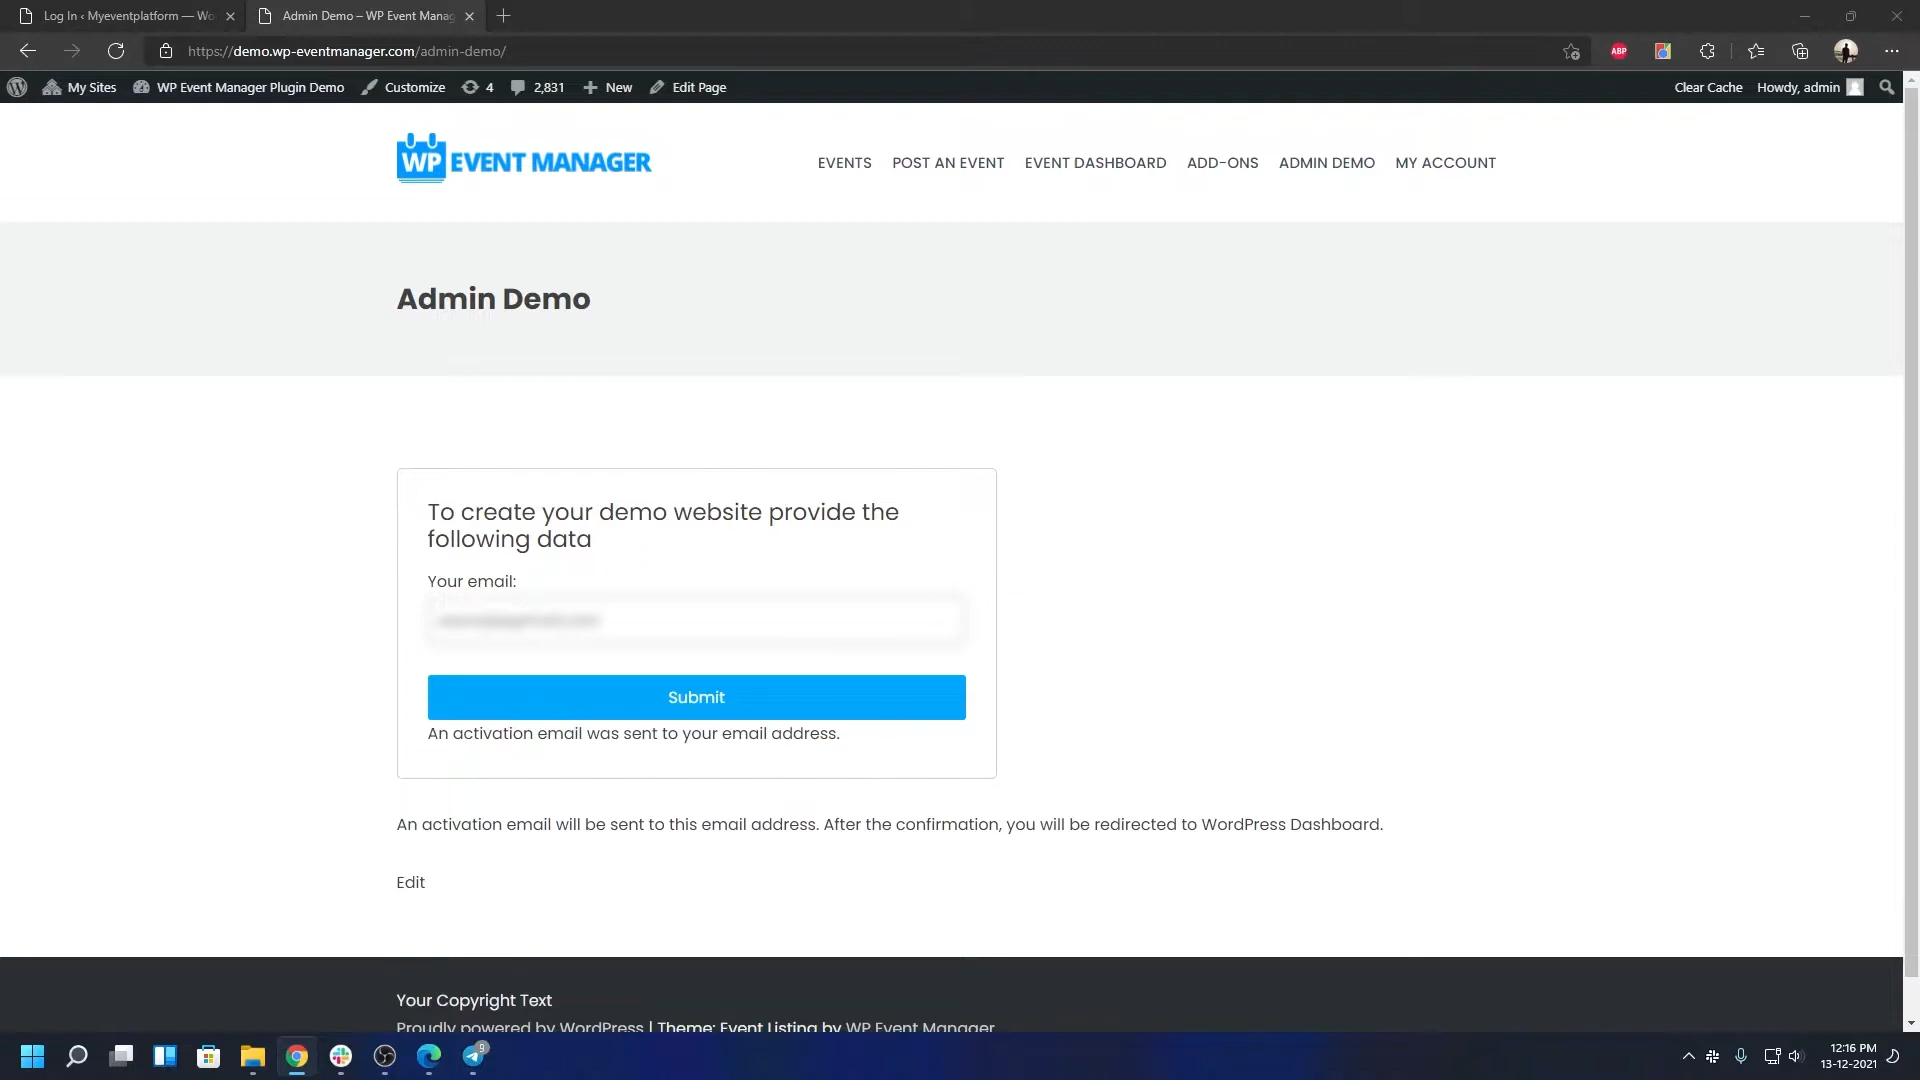 Log In ‹ Myeventplatform — Wo
Admin Demo – WP Event Manag
https://demo.wp-eventmanager.com/admin-demo/
ABP
My Sites
WP Event Manager Plugin Demo
Customize
4
2,831
New
Edit Page
Clear Cache
Howdy, admin
WP EVENT MANAGER
EVENTS
POST AN EVENT
EVENT DASHBOARD
ADD-ONS
ADMIN DEMO
MY ACCOUNT
Admin Demo
To create your demo website provide the
following data
Your email:
Submit
An activation email was sent to your email address.
An activation email will be sent to this email address. After the confirmation, you will be redirected to WordPress Dashboard.
Edit
Your Copyright Text
Proudly powered by WordPress | Theme: Event Listing by WP Event Manager
9
12:16 PM
13-12-2021